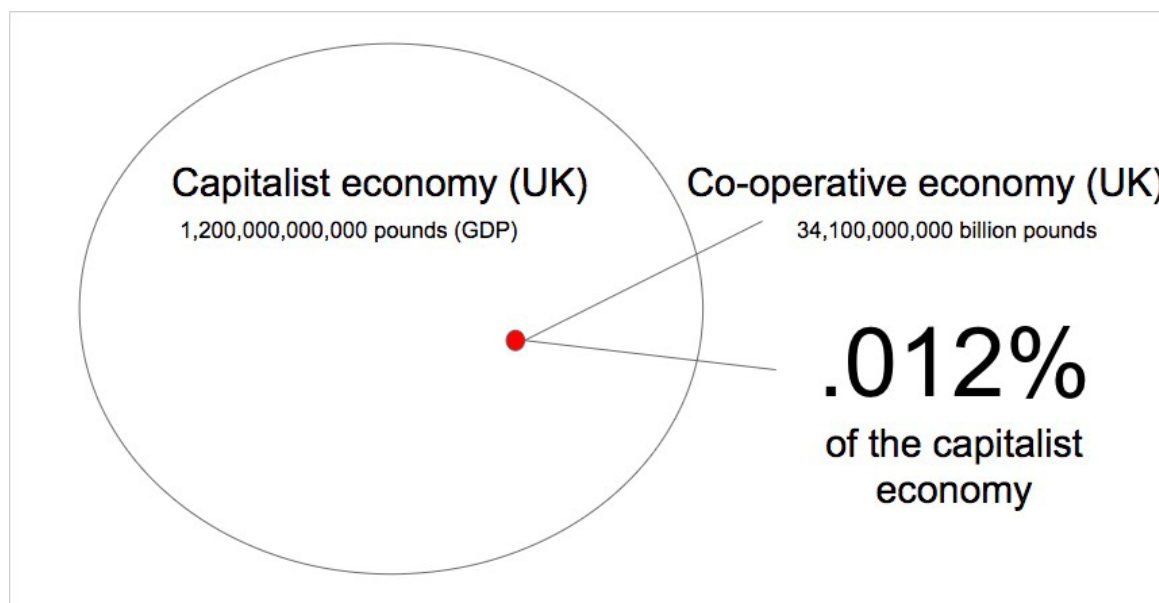 Capitalist economy (UK)
1,200,000,000,000 pounds (GDP)
Co-operative economy (UK)
34,100,000,000 billion pounds
.012%
of the capitalist
economy